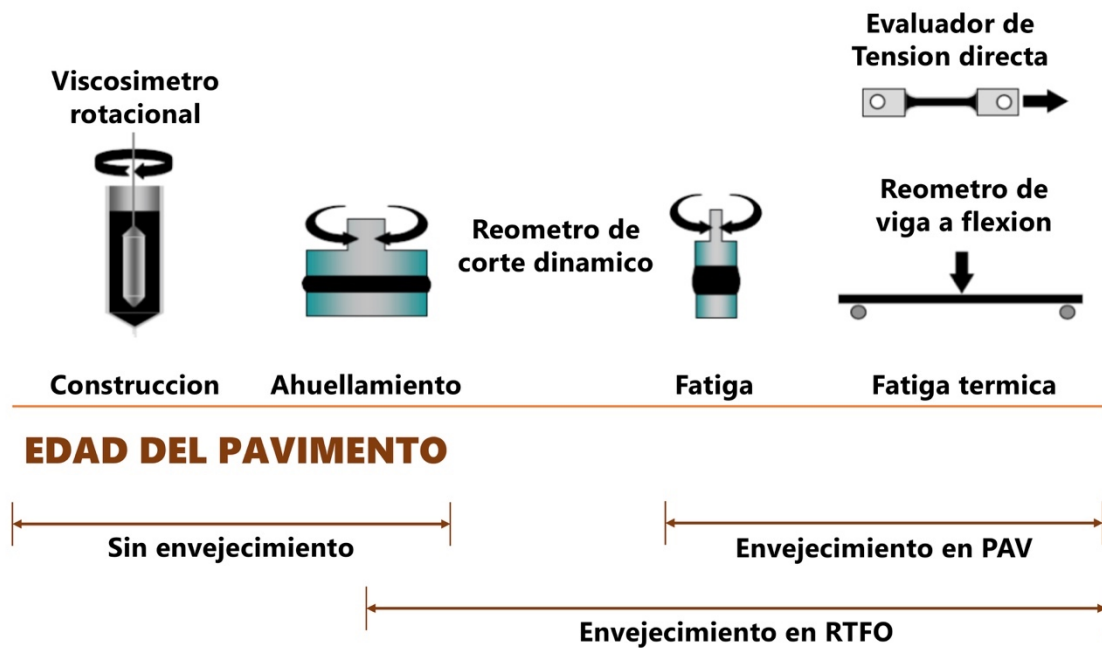 Viscosimetro
rotacional
Evaluador de
Tension directa
Reometro de
corte dinamico
Reometro de
viga a flexion
Construccion
Ahuellamiento
Fatiga
Fatiga termica
EDAD DEL PAVIMENTO
Sin envejecimiento
Envejecimiento en PAV
Envejecimiento en RTFO